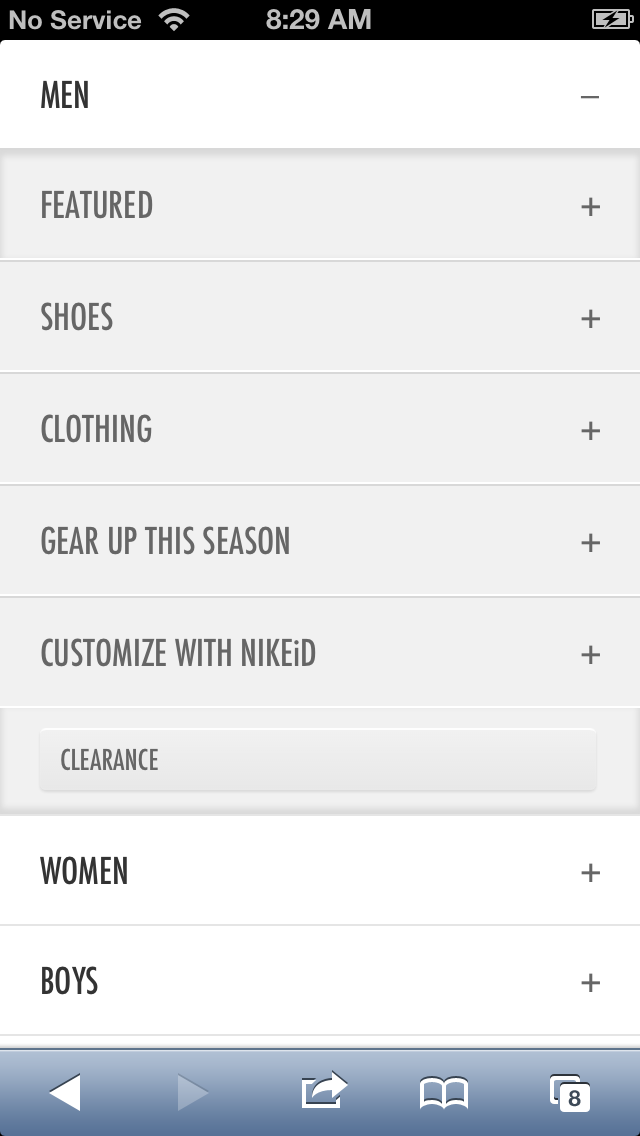 No Service 8:29 AM
MEN
FEATURED
SHOES
CLOTHING
GEAR UP THIS SEASON
CUSTOMIZE WITH NIKEiD
CLEARANCE
WOMEN
BOYS
8